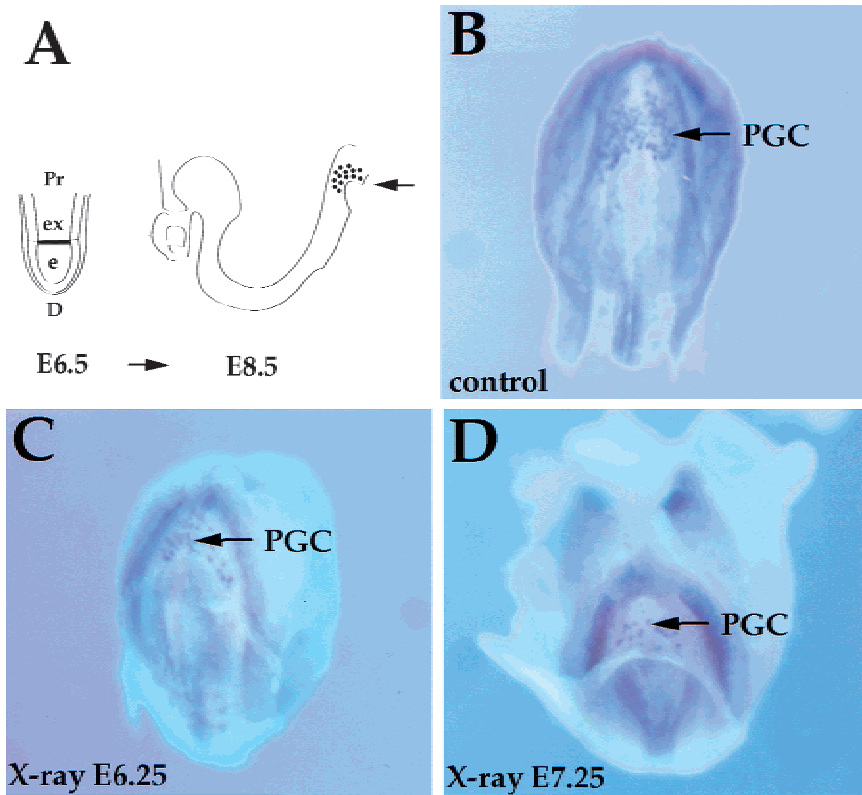 A
Pr
ex
e
D
E6.5
E8.5
B
PGC
control
C
PGC
X-ray E6.25
D
PGC
X-ray E7.25